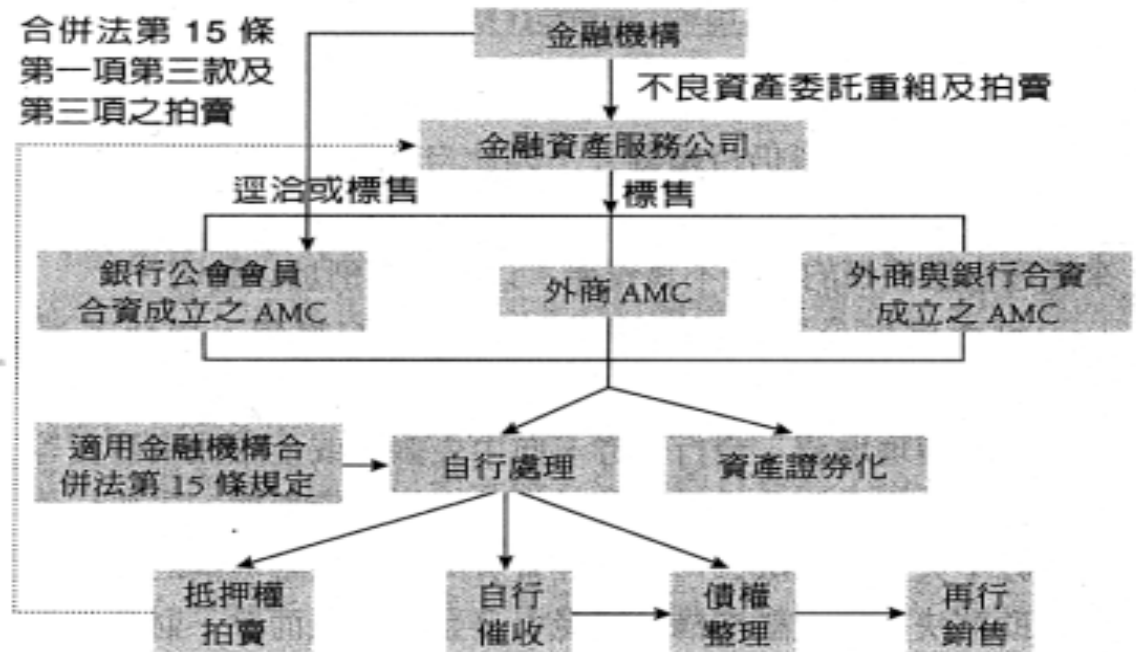 合併法第 15 條
第一項第三款及
第三項之拍賣
金融機構
不良資產委託重組及拍賣
金融資產服務公司
逕洽或標售
標售
銀行公會會員
合資成立之 AMC
外商 AMC
外商與銀行合資
成立之 AMC
適用金融機構合
併法第 15 條規定
自行處理
資產證券化
抵押權
拍賣
自行
催收
債權
整理
再行
銷售